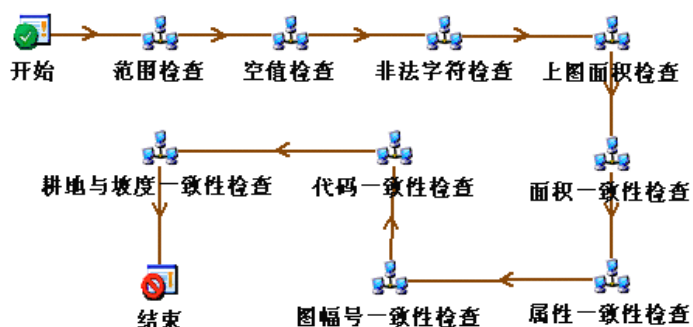 开始
范围检查
空值检查
非法字符检查
上图面积检查
面积一致性检查
属性一致性检查
图幅号一致性检查
代码一致性检查
耕地与坡度一致性检查
结束